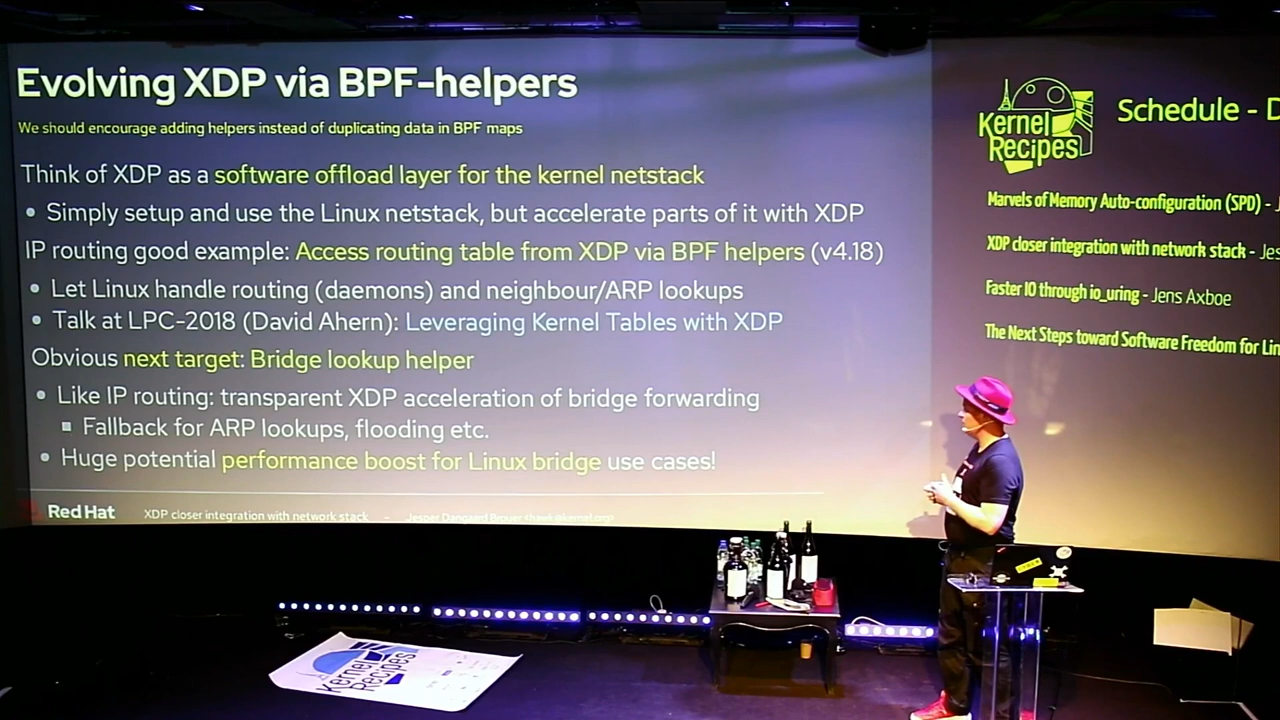 Evolving XDP via BPF-helpers
We should encourage adding helpers instead of duplicating data in BPF maps
Think of XDP as a software offload layer for the kernel netstack
• Simply setup and use the Linux netstack, but accelerate parts of it with XDP
IP routing good example: Access routing table from XDP via BPF helpers (v4.18)
• Let Linux handle routing (daemons) and neighbour/ARP lookups
• Talk at LPC-2018 (David Ahern): Leveraging Kernel Tables with XDP
Obvious next target: Bridge lookup helper
• Like IP routing: transparent XDP acceleration of bridge forwarding
▪ Fallback for ARP lookups, flooding etc.
• Huge potential performance boost for Linux bridge use cases!
Red Hat
XDP closer integration with network stack - Jesper Dangaard Brouer
Kernel
Recipes
Schedule - D
Marvels of Memory Auto-configuration (SPD) - J
XDP closer integration with network stack - Jes
Faster IO through io_uring - Jens Axboe
The Next Steps toward Software Freedom for Lin
Kernel
Recipes